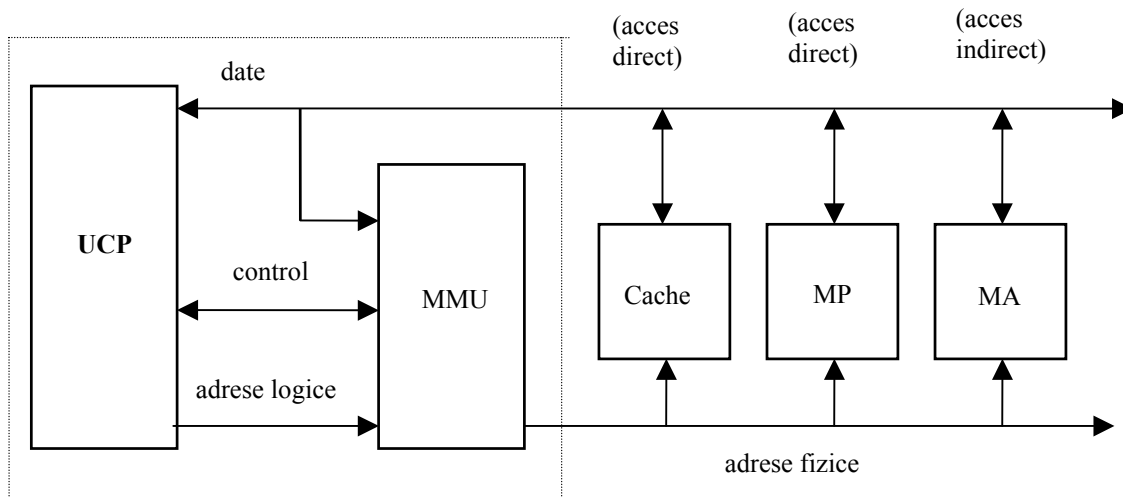 (acces
direct)
(acces
direct)
(acces
indirect)
date
UCP
control
MMU
Cache
MP
MA
adrese logice
adrese fizice